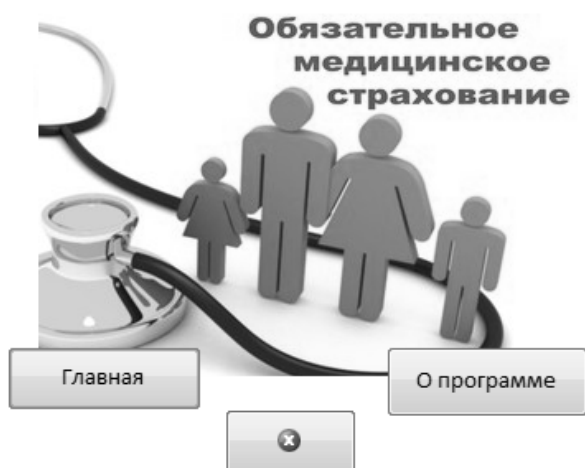 Обязательное
медицинское
страхование
Главная
О программе